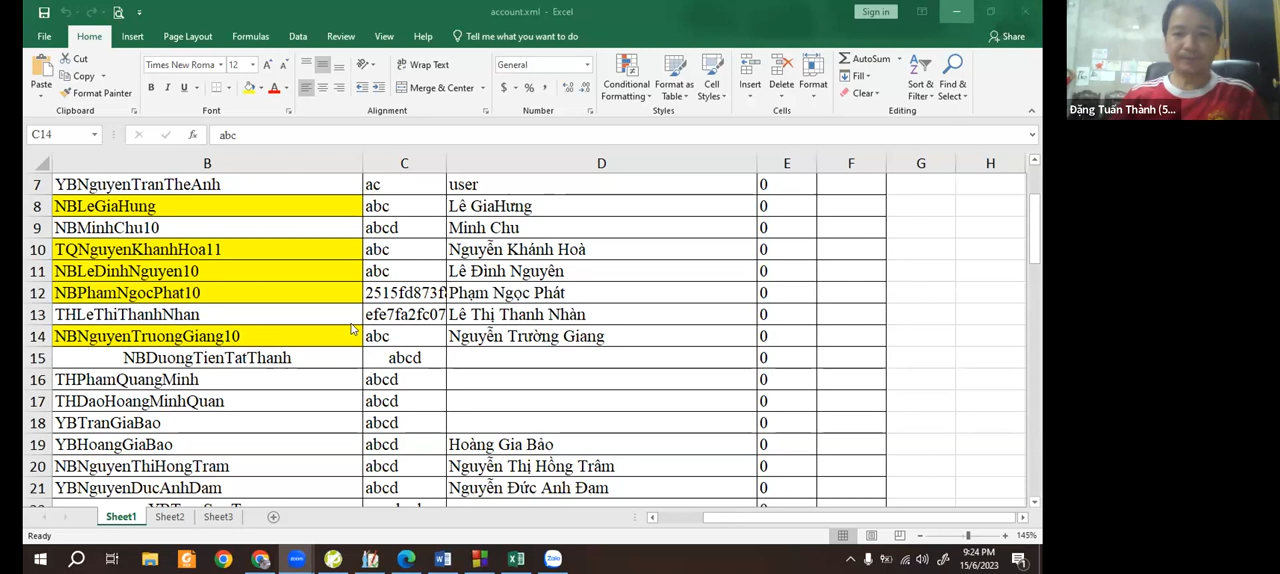 account.xml - Excel
Sign in
File Home Insert Page Layout Formulas Data Review View Help Tell me what you want to do Share
Paste
Cut
Copy
Format Painter
Clipboard
Times New Roma 12
B I U
Font
Wrap Text
Merge & Center
Alignment
General
$ % ,
Number
Conditional Formatting
Format as Table
Cell Styles
Styles
Insert Delete Format
Cells
AutoSum
Fill
Clear
Sort & Filter
Find & Select
Editing
C14 fx abc
B C D E F G H
7 YBNguyenTranTheAnh ac user 0
8 NBLeGiaHung abc Lê GiaHưng 0
9 NBMinhChu10 abcd Minh Chu 0
10 TQNguyenKhanhHoa11 abc Nguyễn Khánh Hoà 0
11 NBLeDinhNguyen10 abc Lê Đình Nguyên 0
12 NBPhamNgocPhat10 2515fd873f Phạm Ngọc Phát 0
13 THLeThiThanhNhan efe7fa2fc07 Lê Thị Thanh Nhàn 0
14 NBNguyenTruongGiang10 abc Nguyễn Trường Giang 0
15 NBDuongTienTatThanh abcd 0
16 THPhamQuangMinh abcd 0
17 THDaoHoangMinhQuan abcd 0
18 YBTranGiaBao abcd 0
19 YBHoangGiaBao abcd Hoàng Gia Bảo 0
20 NBNguyenThiHongTram abcd Nguyễn Thị Hồng Trâm 0
21 YBNguyenDucAnhDam abcd Nguyễn Đức Anh Đam 0
Sheet1 Sheet2 Sheet3
Ready
145%
9:24 PM
15/6/2023
Đặng Tuấn Thành (5...